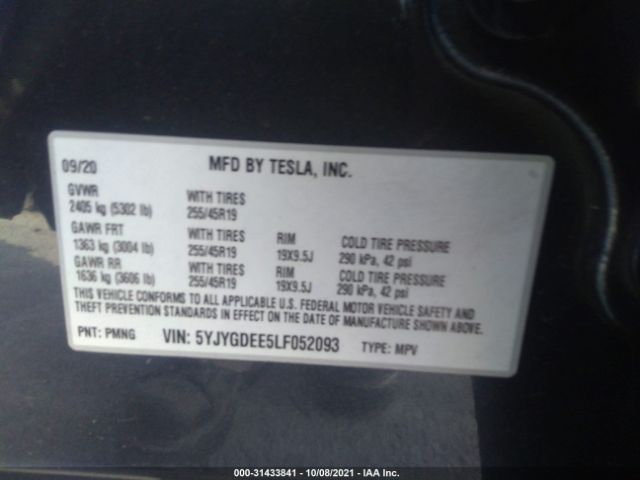 09/20 MFD BY TESLA, INC.
GVWR WITH TIRES
2405 kg (5302 lb) 255/45R19
GAWR FRT WITH TIRES RIM COLD TIRE PRESSURE
1363 kg (3004 lb) 255/45R19 19X9.5J 290 kPa, 42 psi
GAWR RR WITH TIRES RIM COLD TIRE PRESSURE
1636 kg (3606 lb) 255/45R19 19X9.5J 290 kPa, 42 psi
THIS VEHICLE CONFORMS TO ALL APPLICABLE U.S. FEDERAL MOTOR VEHICLE SAFETY AND
THEFT PREVENTION STANDARDS IN EFFECT ON THE DATE OF MANUFACTURE SHOWN ABOVE.
PNT: PMNG VIN: 5YJYGDEE5LF052093 TYPE: MPV
000-31433841 - 10/08/2021 - IAA Inc.